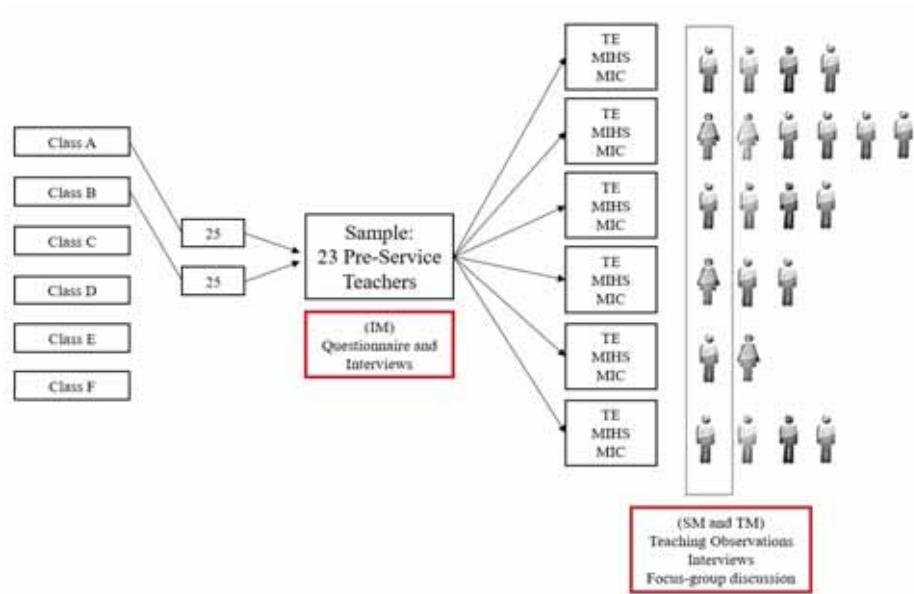 Class A
Class B
Class C
Class D
Class E
Class F
25
25
Sample:
23 Pre-Service
Teachers
(IM)
Questionnaire and
Interviews
TE
MIHS
MIC
TE
MIHS
MIC
TE
MIHS
MIC
TE
MIHS
MIC
TE
MIHS
MIC
TE
MIHS
MIC
(SM and TM)
Teaching Observations
Interviews
Focus-group discussion